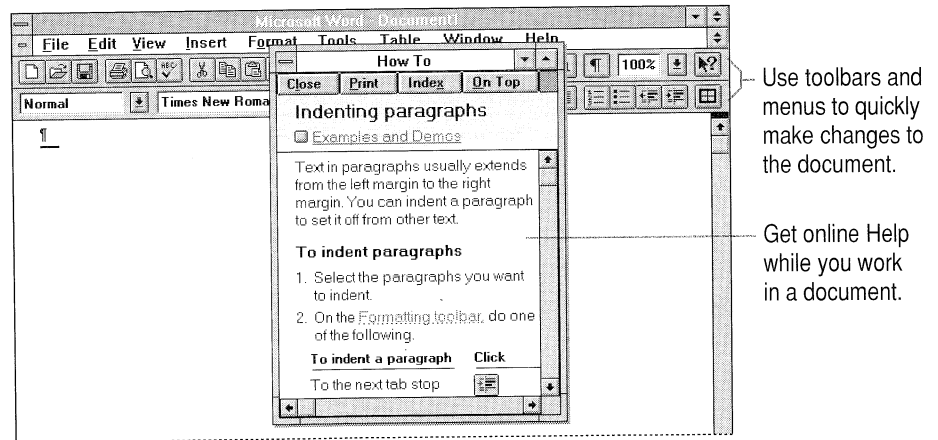 Microsoft Word - Document1
File Edit View Insert Format Tools Table Window Help
How To
100%
Close Print Index On Top
Normal
Times New Roma
Indenting paragraphs
Examples and Demos
¶
Text in paragraphs usually extends
from the left margin to the right
margin. You can indent a paragraph
to set it off from other text.
To indent paragraphs
1. Select the paragraphs you want
to indent.
2. On the Formatting toolbar, do one
of the following.
To indent a paragraph Click
To the next tab stop
Use toolbars and
menus to quickly
make changes to
the document.
Get online Help
while you work
in a document.